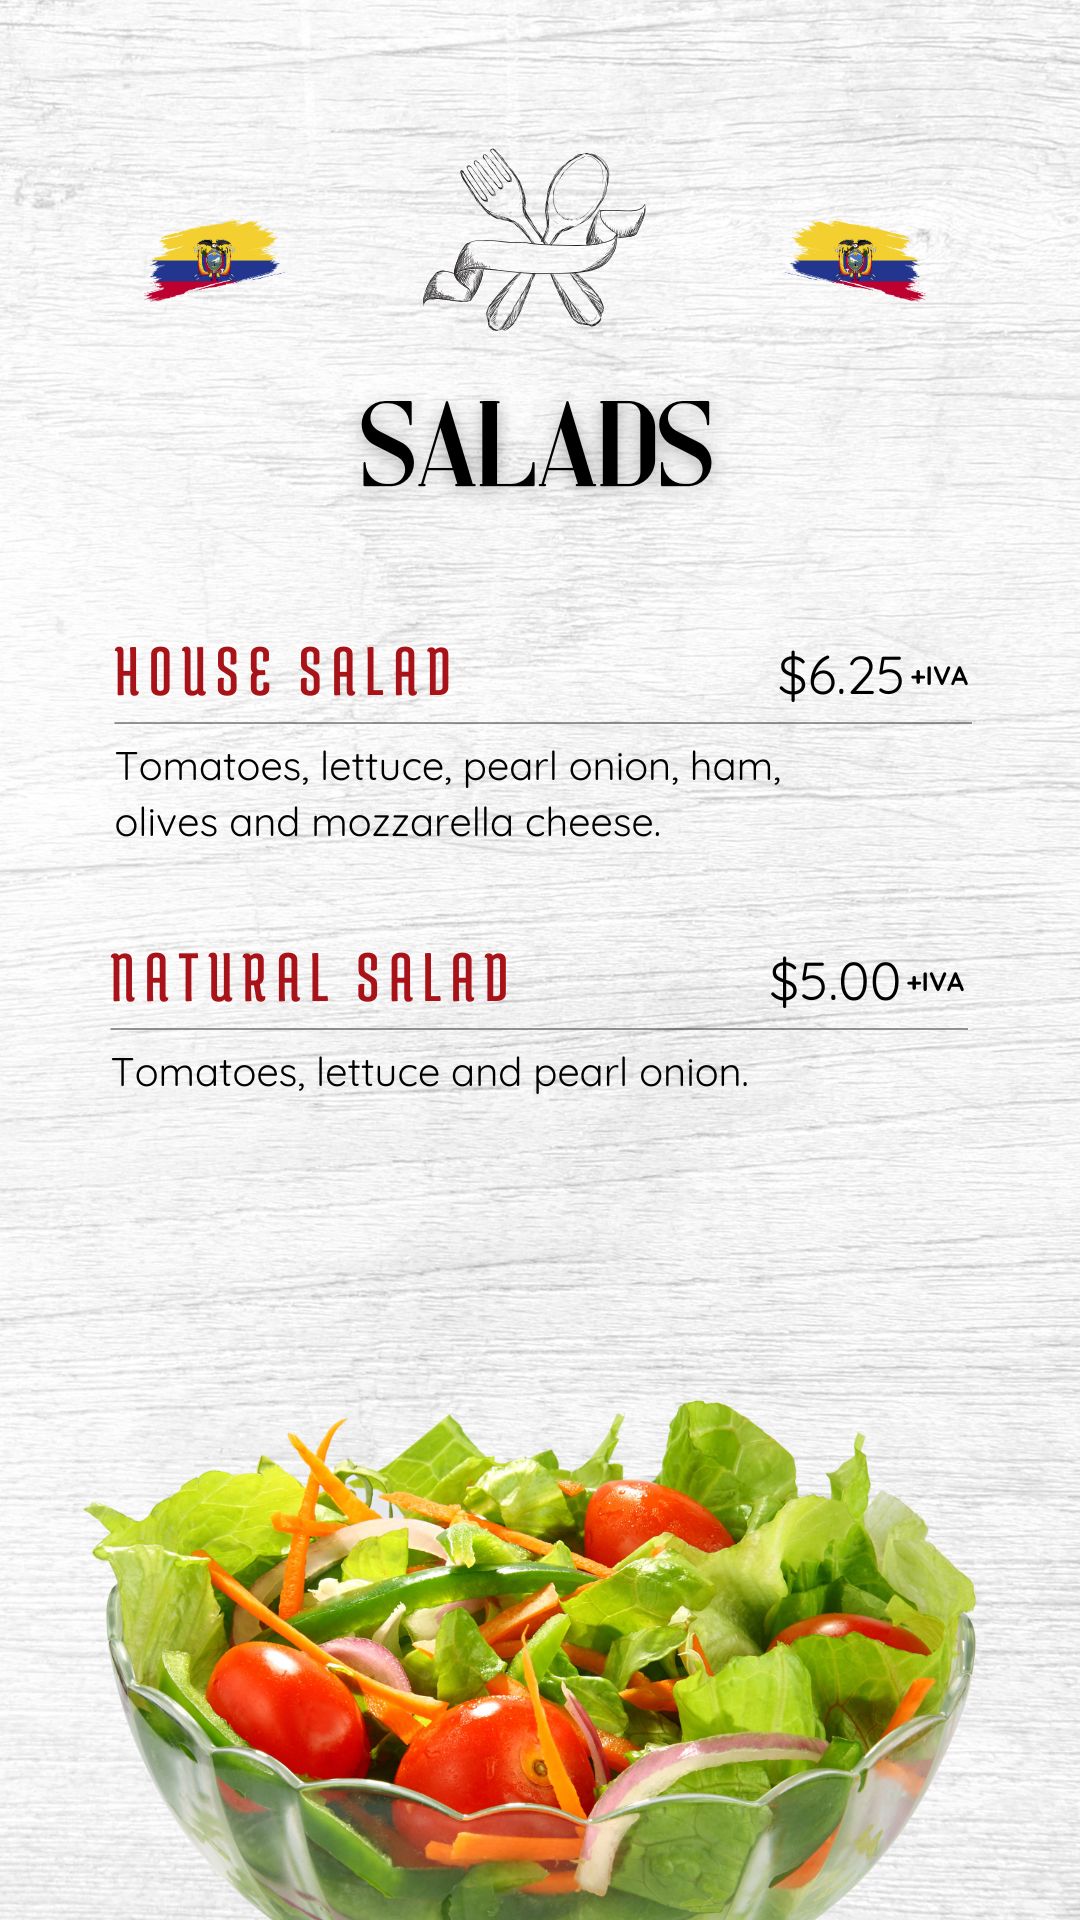 SALADS
HOUSE SALAD
$6.25 +IVA
Tomatoes, lettuce, pearl onion, ham,
olives and mozzarella cheese.
NATURAL SALAD
$5.00 +IVA
Tomatoes, lettuce and pearl onion.